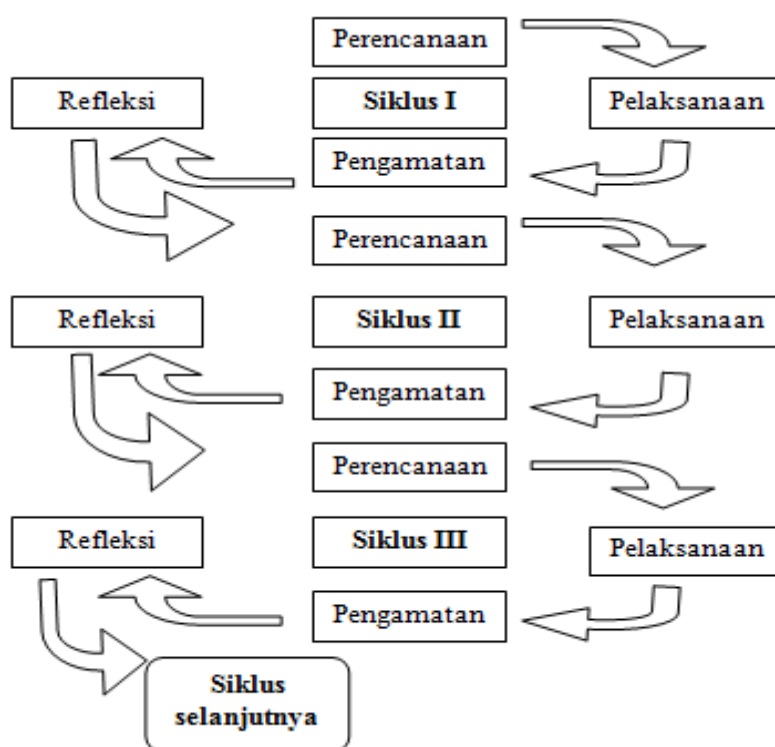 Perencanaan
Refleksi
Siklus I
Pelaksanaan
Pengamatan
Perencanaan
Refleksi
Siklus II
Pelaksanaan
Pengamatan
Perencanaan
Refleksi
Siklus III
Pelaksanaan
Pengamatan
Siklus
selanjutnya